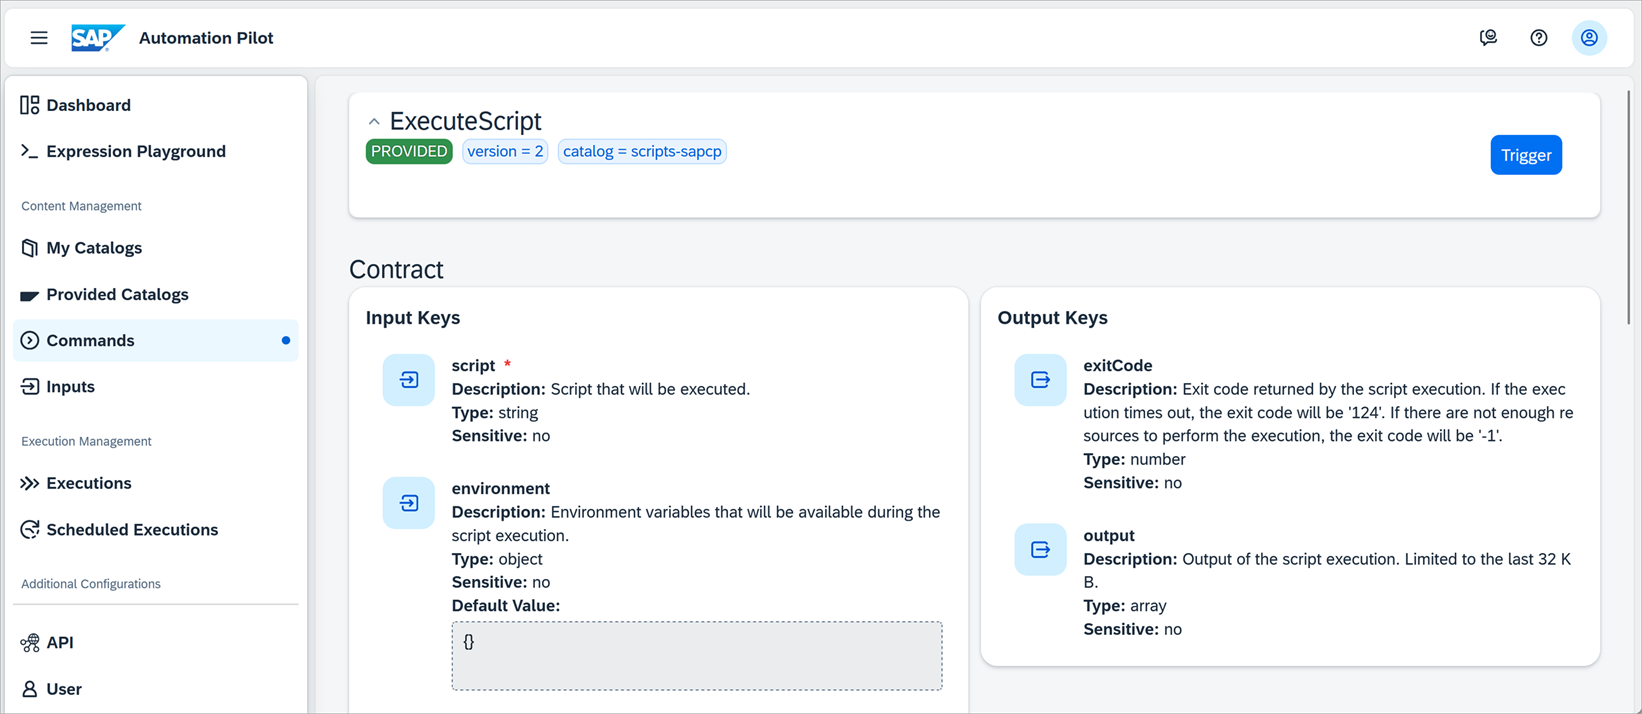 SAP Automation Pilot
Dashboard
Expression Playground
Content Management
My Catalogs
Provided Catalogs
Commands
Inputs
Execution Management
Executions
Scheduled Executions
Additional Configurations
API
User
ExecuteScript
PROVIDED version = 2 catalog = scripts-sapcp
Trigger
Contract
Input Keys
script *
Description: Script that will be executed.
Type: string
Sensitive: no
environment
Description: Environment variables that will be available during the
script execution.
Type: object
Sensitive: no
Default Value:
{}
Output Keys
exitCode
Description: Exit code returned by the script execution. If the exec
ution times out, the exit code will be '124'. If there are not enough re
sources to perform the execution, the exit code will be '-1'.
Type: number
Sensitive: no
output
Description: Output of the script execution. Limited to the last 32 K
B.
Type: array
Sensitive: no